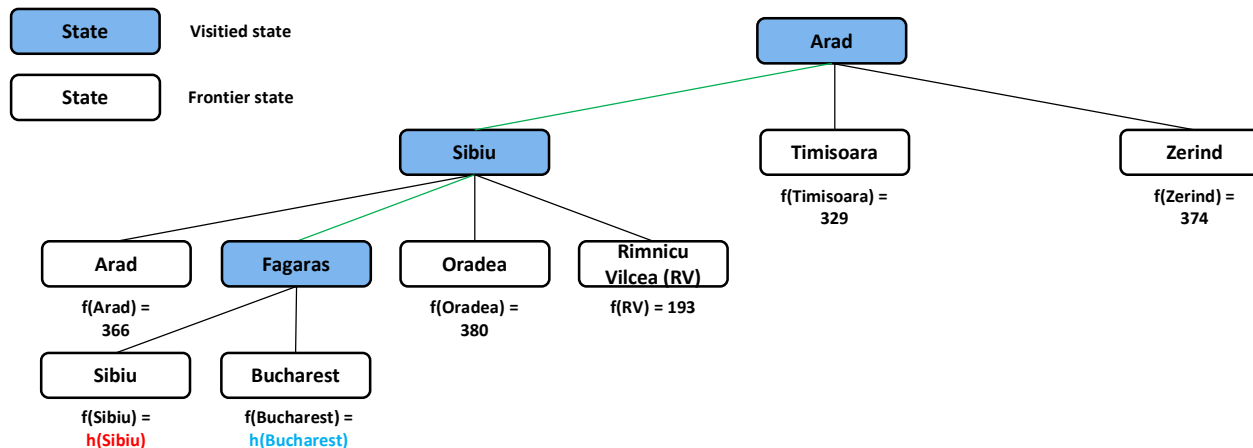 State
Visitied state
State
Frontier state
Arad
Sibiu
Timisoara
Zerind
f(Timisoara) =
329
f(Zerind) =
374
Arad
Fagaras
Oradea
Rimnicu
Vilcea (RV)
f(Arad) =
366
f(Oradea) =
380
f(RV) = 193
Sibiu
Bucharest
f(Sibiu) =
h(Sibiu)
f(Bucharest) =
h(Bucharest)